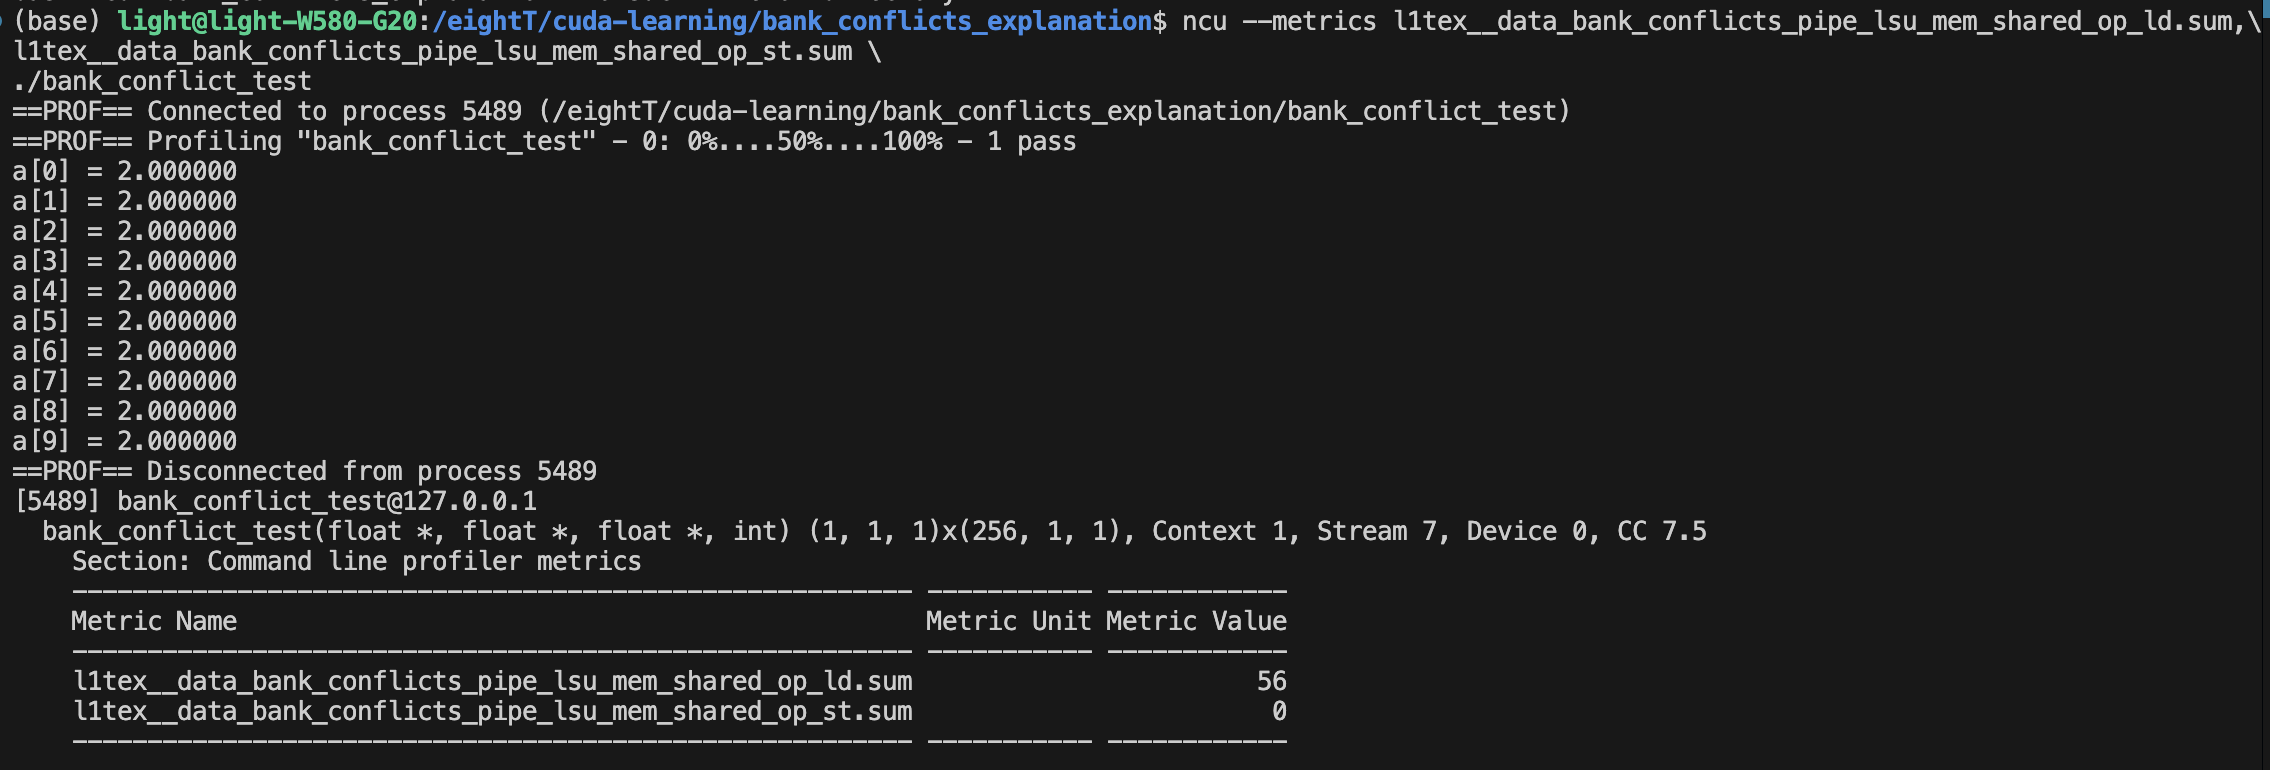 (base) light@light-W580-G20:/eightT/cuda-learning/bank_conflicts_explanation$ ncu --metrics l1tex__data_bank_conflicts_pipe_lsu_mem_shared_op_ld.sum,\
l1tex__data_bank_conflicts_pipe_lsu_mem_shared_op_st.sum \
./bank_conflict_test
==PROF== Connected to process 5489 (/eightT/cuda-learning/bank_conflicts_explanation/bank_conflict_test)
==PROF== Profiling "bank_conflict_test" - 0: 0%....50%....100% - 1 pass
a[0] = 2.000000
a[1] = 2.000000
a[2] = 2.000000
a[3] = 2.000000
a[4] = 2.000000
a[5] = 2.000000
a[6] = 2.000000
a[7] = 2.000000
a[8] = 2.000000
a[9] = 2.000000
==PROF== Disconnected from process 5489
[5489] bank_conflict_test@127.0.0.1
  bank_conflict_test(float *, float *, float *, int) (1, 1, 1)x(256, 1, 1), Context 1, Stream 7, Device 0, CC 7.5
    Section: Command line profiler metrics
    -------------------------------------------------------- ----------- ------------
    Metric Name                                              Metric Unit Metric Value
    -------------------------------------------------------- ----------- ------------
    l1tex__data_bank_conflicts_pipe_lsu_mem_shared_op_ld.sum                       56
    l1tex__data_bank_conflicts_pipe_lsu_mem_shared_op_st.sum                        0
    -------------------------------------------------------- ----------- ------------